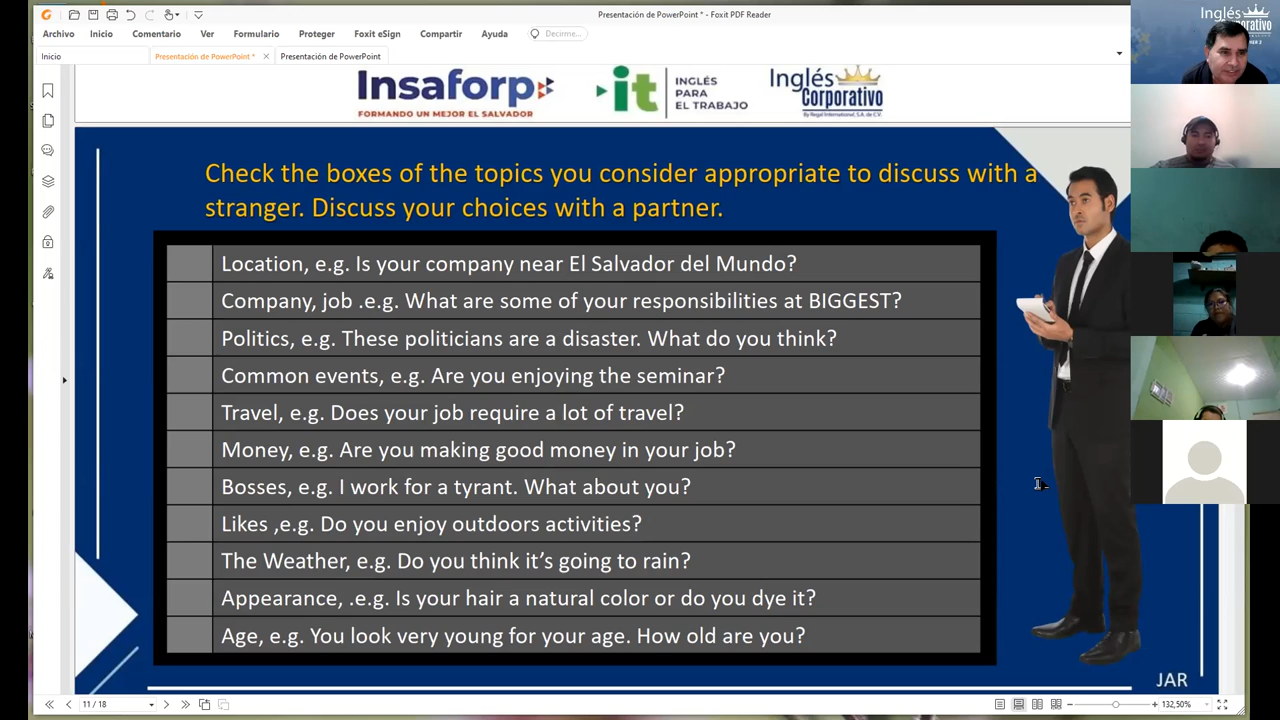 Presentación de PowerPoint * - Foxit PDF Reader
Archivo Inicio Comentario Ver Formulario Proteger Foxit eSign Compartir Ayuda Decirme...
Inicio Presentación de PowerPoint * Presentación de PowerPoint
Insaforp
FORMANDO UN MEJOR EL SALVADOR
it
INGLÉS
PARA
EL TRABAJO
Inglés
Corporativo
By Regal International, S.A. de C.V.
Inglés
Corporativo
Check the boxes of the topics you consider appropriate to discuss with a
stranger. Discuss your choices with a partner.
Location, e.g. Is your company near El Salvador del Mundo?
Company, job .e.g. What are some of your responsibilities at BIGGEST?
Politics, e.g. These politicians are a disaster. What do you think?
Common events, e.g. Are you enjoying the seminar?
Travel, e.g. Does your job require a lot of travel?
Money, e.g. Are you making good money in your job?
Bosses, e.g. I work for a tyrant. What about you?
Likes ,e.g. Do you enjoy outdoors activities?
The Weather, e.g. Do you think it’s going to rain?
Appearance, .e.g. Is your hair a natural color or do you dye it?
Age, e.g. You look very young for your age. How old are you?
JAR
11 / 18
132,50%